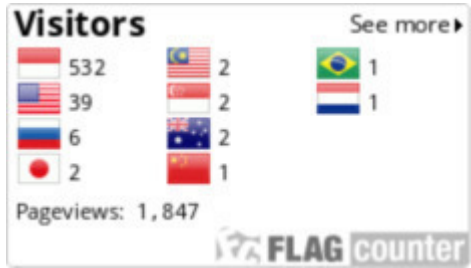 Visitors See more
532 2 1
39 2 1
6 2
2 1
Pageviews: 1,847
FLAG counter